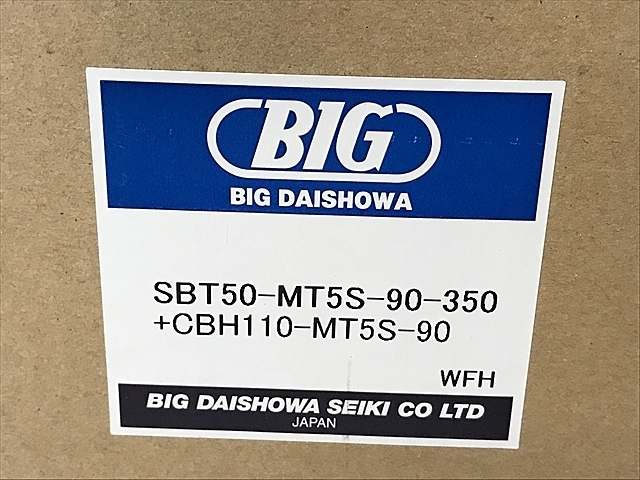 BIG
BIG DAISHOWA
SBT50-MT5S-90-350
+CBH110-MT5S-90
WFH
BIG DAISHOWA SEIKI CO LTD
JAPAN